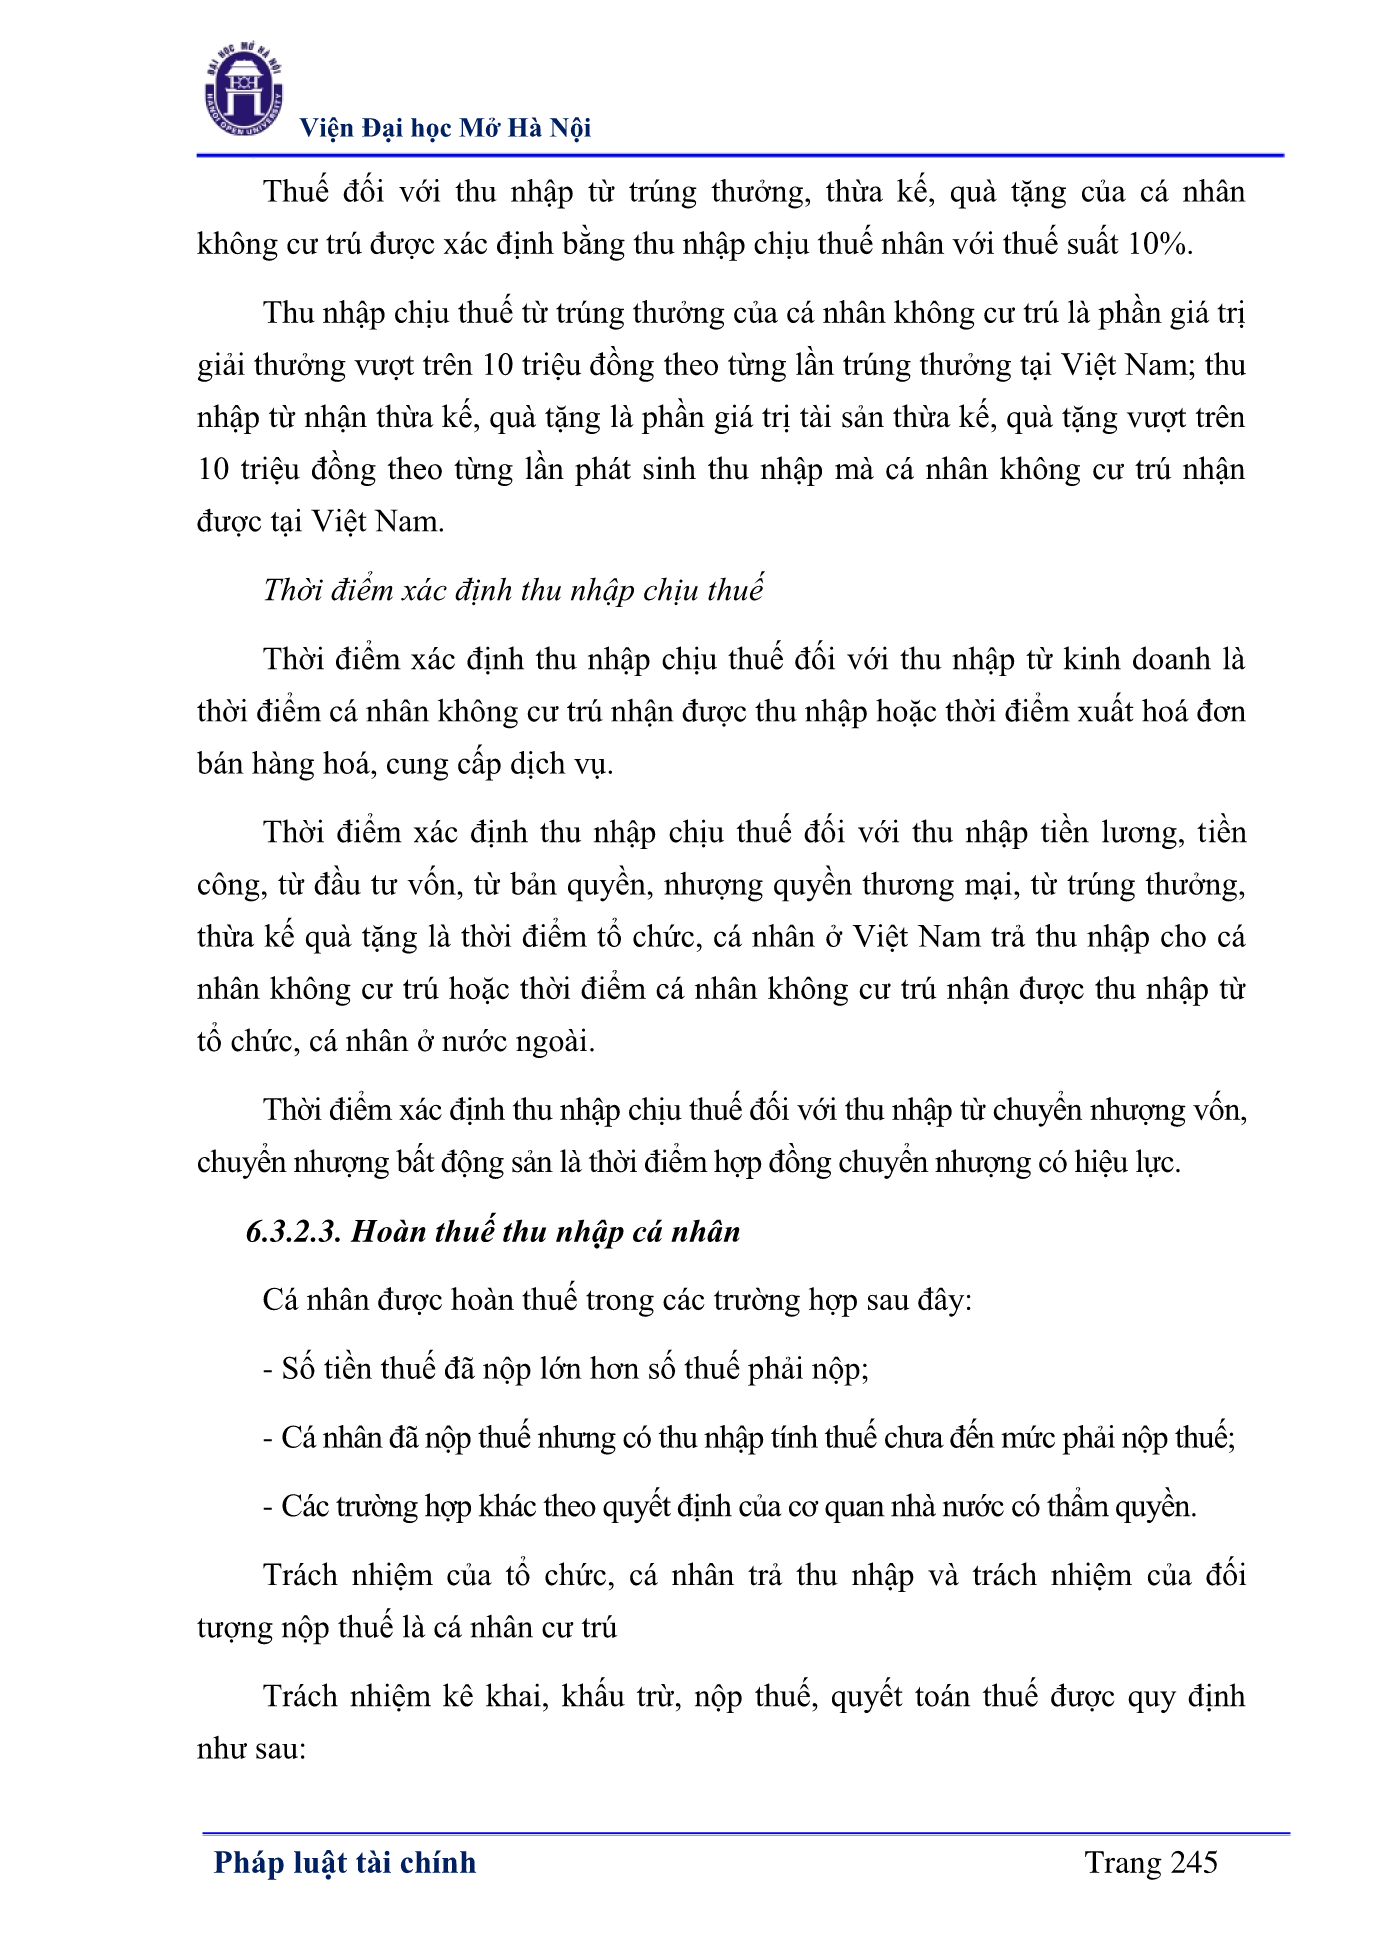 ĐẠI HỌC MỞ HÀ NỘI
HANOI OPEN UNIVERSITY
Viện Đại học Mở Hà Nội
Thuế đối với thu nhập từ trúng thưởng, thừa kế, quà tặng của cá nhân
không cư trú được xác định bằng thu nhập chịu thuế nhân với thuế suất 10%.
Thu nhập chịu thuế từ trúng thưởng của cá nhân không cư trú là phần giá trị
giải thưởng vượt trên 10 triệu đồng theo từng lần trúng thưởng tại Việt Nam; thu
nhập từ nhận thừa kế, quà tặng là phần giá trị tài sản thừa kế, quà tặng vượt trên
10 triệu đồng theo từng lần phát sinh thu nhập mà cá nhân không cư trú nhận
được tại Việt Nam.
Thời điểm xác định thu nhập chịu thuế
Thời điểm xác định thu nhập chịu thuế đối với thu nhập từ kinh doanh là
thời điểm cá nhân không cư trú nhận được thu nhập hoặc thời điểm xuất hoá đơn
bán hàng hoá, cung cấp dịch vụ.
Thời điểm xác định thu nhập chịu thuế đối với thu nhập tiền lương, tiền
công, từ đầu tư vốn, từ bản quyền, nhượng quyền thương mại, từ trúng thưởng,
thừa kế quà tặng là thời điểm tổ chức, cá nhân ở Việt Nam trả thu nhập cho cá
nhân không cư trú hoặc thời điểm cá nhân không cư trú nhận được thu nhập từ
tổ chức, cá nhân ở nước ngoài.
Thời điểm xác định thu nhập chịu thuế đối với thu nhập từ chuyển nhượng vốn,
chuyển nhượng bất động sản là thời điểm hợp đồng chuyển nhượng có hiệu lực.
6.3.2.3. Hoàn thuế thu nhập cá nhân
Cá nhân được hoàn thuế trong các trường hợp sau đây:
- Số tiền thuế đã nộp lớn hơn số thuế phải nộp;
- Cá nhân đã nộp thuế nhưng có thu nhập tính thuế chưa đến mức phải nộp thuế;
- Các trường hợp khác theo quyết định của cơ quan nhà nước có thẩm quyền.
Trách nhiệm của tổ chức, cá nhân trả thu nhập và trách nhiệm của đối
tượng nộp thuế là cá nhân cư trú
Trách nhiệm kê khai, khấu trừ, nộp thuế, quyết toán thuế được quy định
như sau:
Pháp luật tài chính
Trang 245